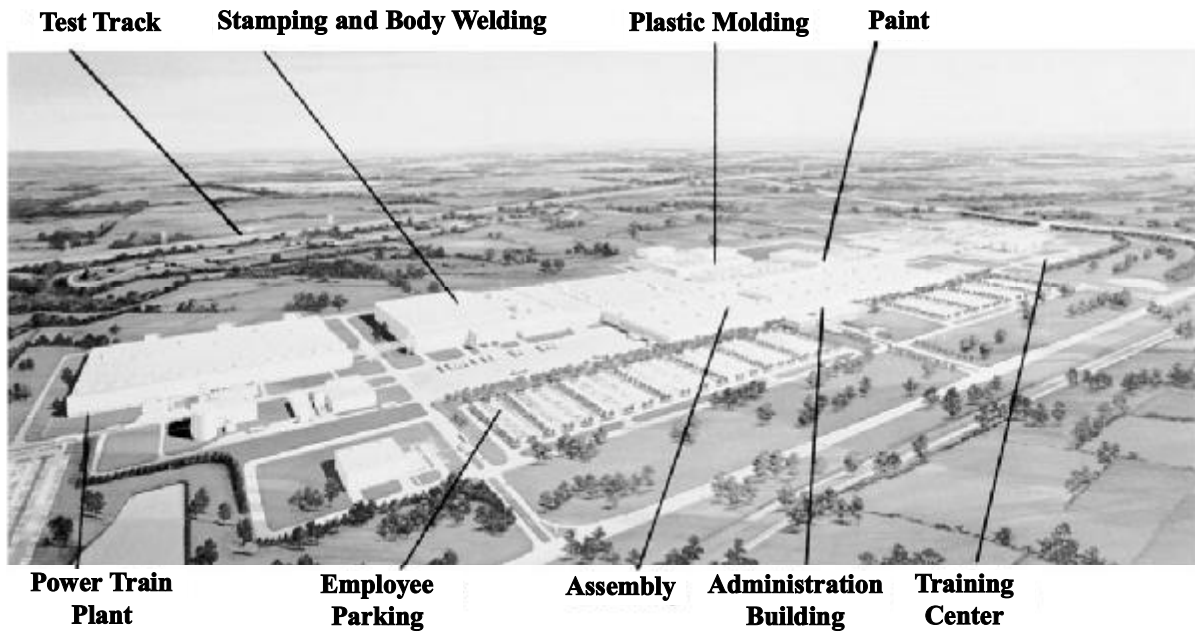 Test Track
Stamping and Body Welding
Plastic Molding
Paint
Power Train
Plant
Employee
Parking
Assembly
Administration
Building
Training
Center